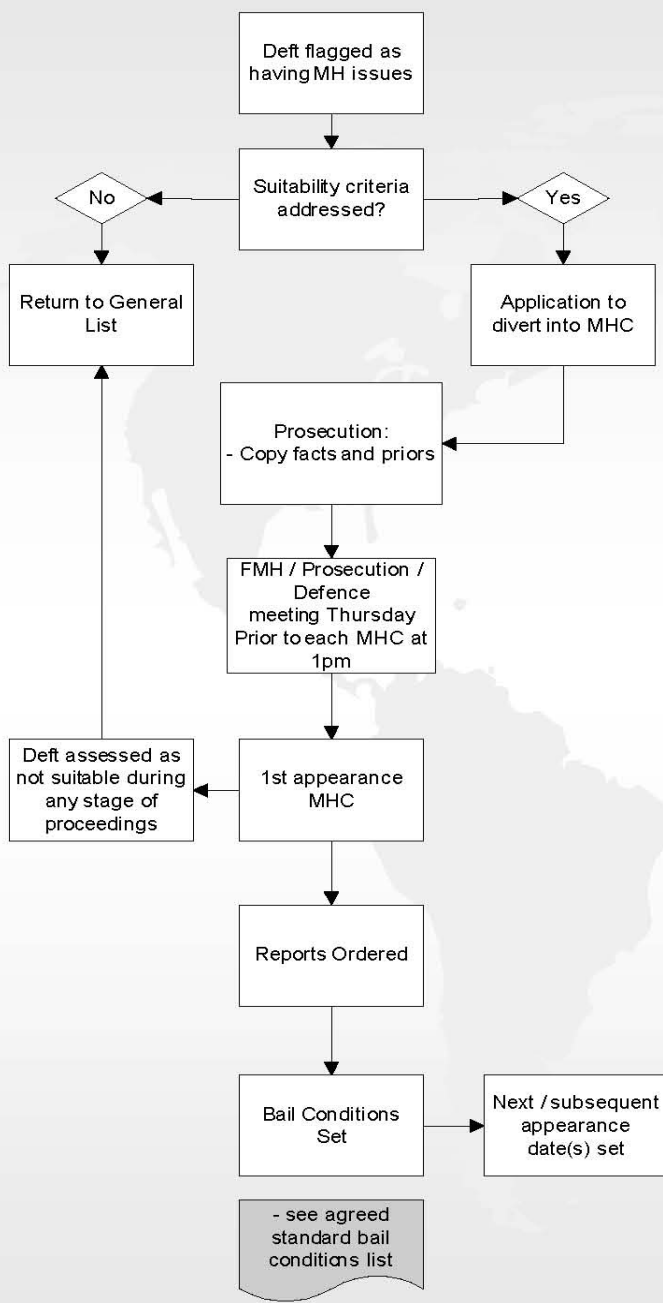 Deft flagged as
having MH issues
Suitability criteria
addressed?
No
Yes
Return to General
List
Application to
divert into MHC
Prosecution:
- Copy facts and priors
FMH / Prosecution /
Defence
meeting Thursday
Prior to each MHC at
1pm
Deft assessed as
not suitable during
any stage of
proceedings
1st appearance
MHC
Reports Ordered
Bail Conditions
Set
Next / subsequent
appearance
date(s) set
- see agreed
standard bail
conditions list